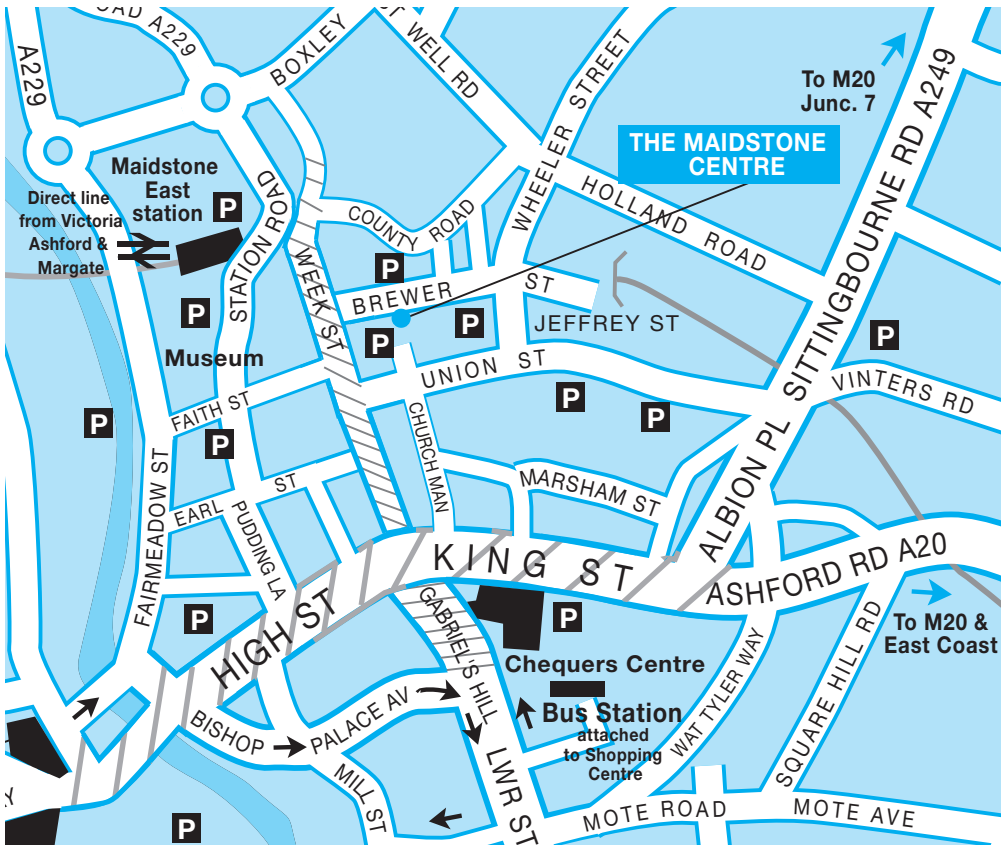 A229
OAD A229
BOXLEY
WELL RD
WHEELER STREET
To M20
Junc. 7
SITTINGBOURNE RD A249
THE MAIDSTONE
CENTRE
Maidstone
East
station
P
Direct line
from Victoria
Ashford &
Margate
STATION ROAD
COUNTY ROAD
HOLLAND ROAD
WEEK ST
P
BREWER ST
P
P
P
JEFFREY ST
P
Museum
UNION ST
VINTERS RD
FAITH ST
P
P
P
P
CHURCH MAN
ALBION PL
FAIRMEADOW ST
EARL ST
PUDDING LA
MARSHAM ST
KING ST
ASHFORD RD A20
HIGH ST
P
GABRIEL'S HILL
P
To M20 &
East Coast
Chequers Centre
Bus Station
attached
to Shopping
Centre
BISHOP
PALACE AV
WAT TYLER WAY
SQUARE HILL RD
MILL ST
LWR ST
MOTE ROAD
MOTE AVE
P
Y